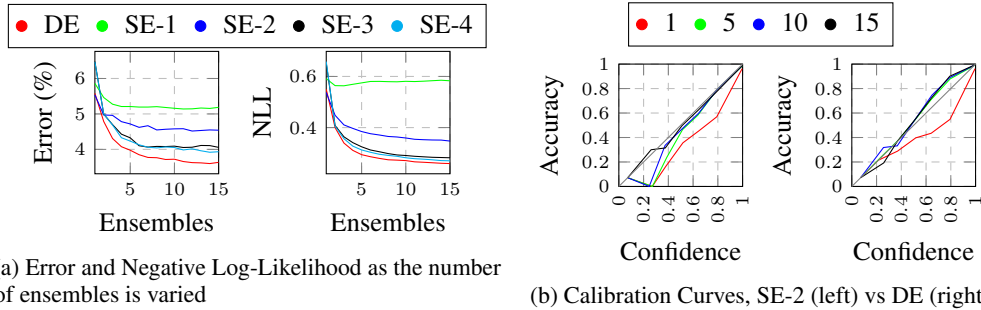 DE SE-1 SE-2 SE-3 SE-4
Error (%)
6
5
4
5 10 15
Ensembles
NLL
0.6
0.4
5 10 15
Ensembles
(a) Error and Negative Log-Likelihood as the number
of ensembles is varied
1 5 10 15
Accuracy
1
0.8
0.6
0.4
0.2
0
0 0.2 0.4 0.6 0.8 1
Confidence
Accuracy
1
0.8
0.6
0.4
0.2
0
0 0.2 0.4 0.6 0.8 1
Confidence
(b) Calibration Curves, SE-2 (left) vs DE (right